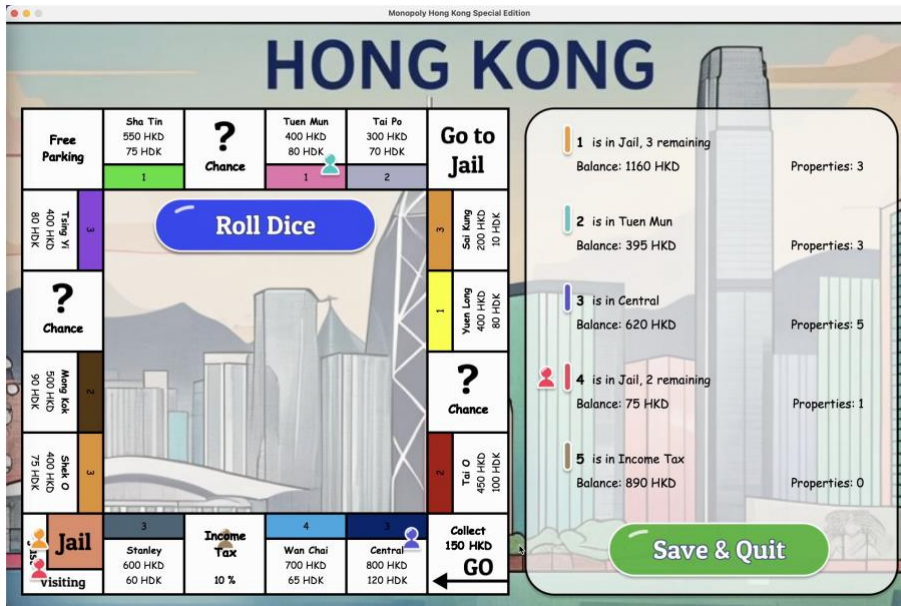 Monopoly Hong Kong Special Edition
HONG KONG
Free
Parking
Sha Tin
550 HKD
75 HDK
1
?
Chance
Tuen Mun
400 HKD
80 HDK
1
Tai Po
300 HKD
70 HDK
2
Go to
Jail
Tsing Yi
400 HKD
80 HDK
3
Roll Dice
3
Sai Kung
200 HKD
10 HDK
?
Chance
1
Yuen Long
400 HKD
80 HDK
Mong Kok
500 HKD
90 HDK
2
?
Chance
Shek O
400 HKD
75 HDK
3
2
Tai O
450 HKD
100 HDK
Jail
Visiting
3
Stanley
600 HKD
60 HDK
Income
Tax
10 %
4
Wan Chai
700 HKD
65 HDK
3
Central
800 HKD
120 HDK
Collect
150 HKD
GO
1 is in Jail, 3 remaining
Balance: 1160 HKD Properties: 3
2 is in Tuen Mun
Balance: 395 HKD Properties: 3
3 is in Central
Balance: 620 HKD Properties: 5
4 is in Jail, 2 remaining
Balance: 75 HKD Properties: 1
5 is in Income Tax
Balance: 890 HKD Properties: 0
Save & Quit